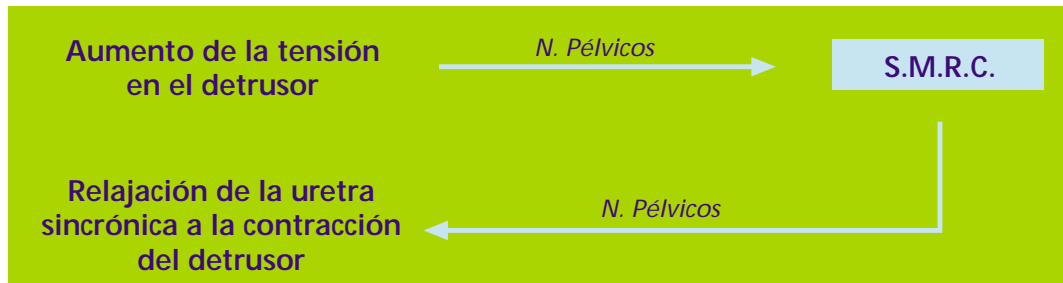 Aumento de la tensión
en el detrusor
N. Pélvicos
S.M.R.C.
Relajación de la uretra
sincrónica a la contracción
del detrusor
N. Pélvicos